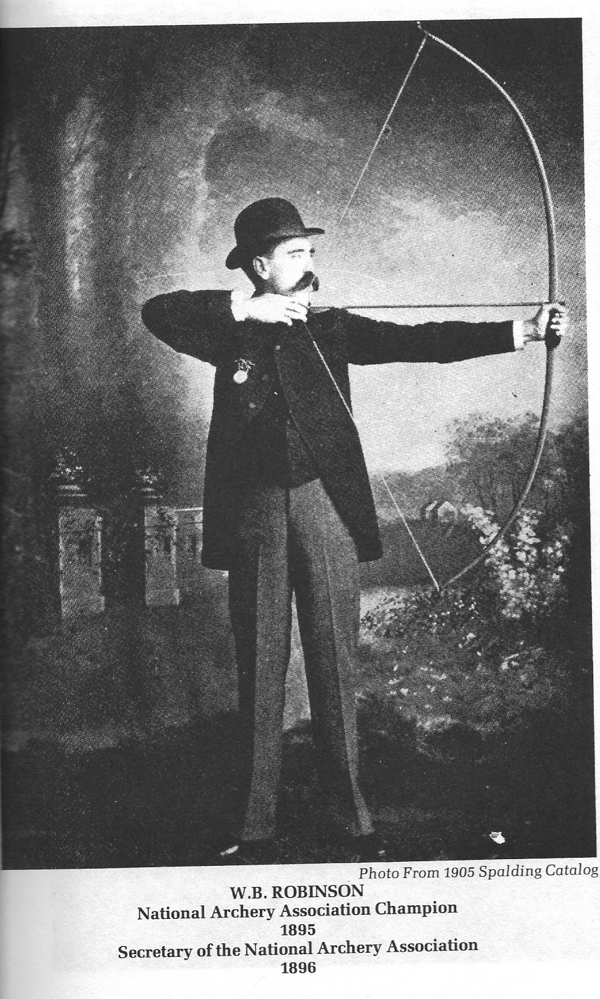 Photo From 1905 Spalding Catalog
W.B. ROBINSON
National Archery Association Champion
1895
Secretary of the National Archery Association
1896